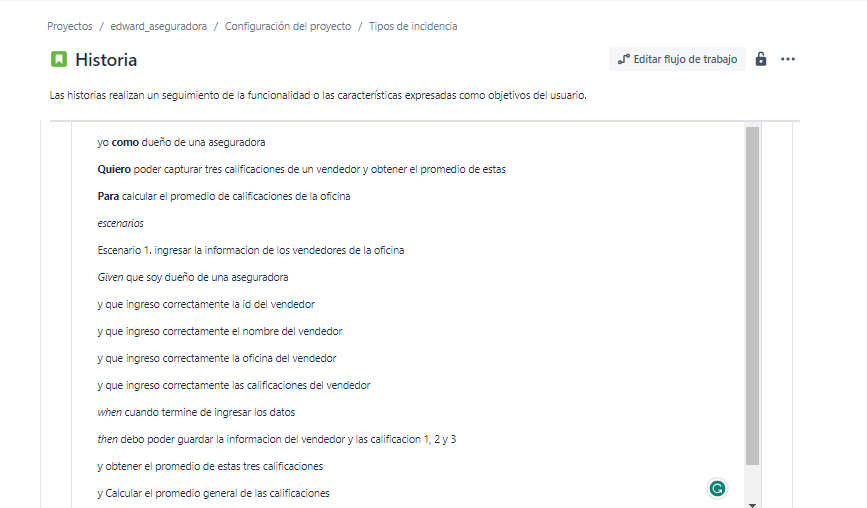 Proyectos / edward_aseguradora / Configuración del proyecto / Tipos de incidencia
Historia
Editar flujo de trabajo
Las historias realizan un seguimiento de la funcionalidad o las características expresadas como objetivos del usuario.
yo como dueño de una aseguradora
Quiero poder capturar tres calificaciones de un vendedor y obtener el promedio de estas
Para calcular el promedio de calificaciones de la oficina
escenarios
Escenario 1. ingresar la informacion de los vendedores de la oficina
Given que soy dueño de una aseguradora
y que ingreso correctamente la id del vendedor
y que ingreso correctamente el nombre del vendedor
y que ingreso correctamente la oficina del vendedor
y que ingreso correctamente las calificaciones del vendedor
when cuando termine de ingresar los datos
then debo poder guardar la informacion del vendedor y las calificacion 1, 2 y 3
y obtener el promedio de estas tres calificaciones
y Calcular el promedio general de las calificaciones